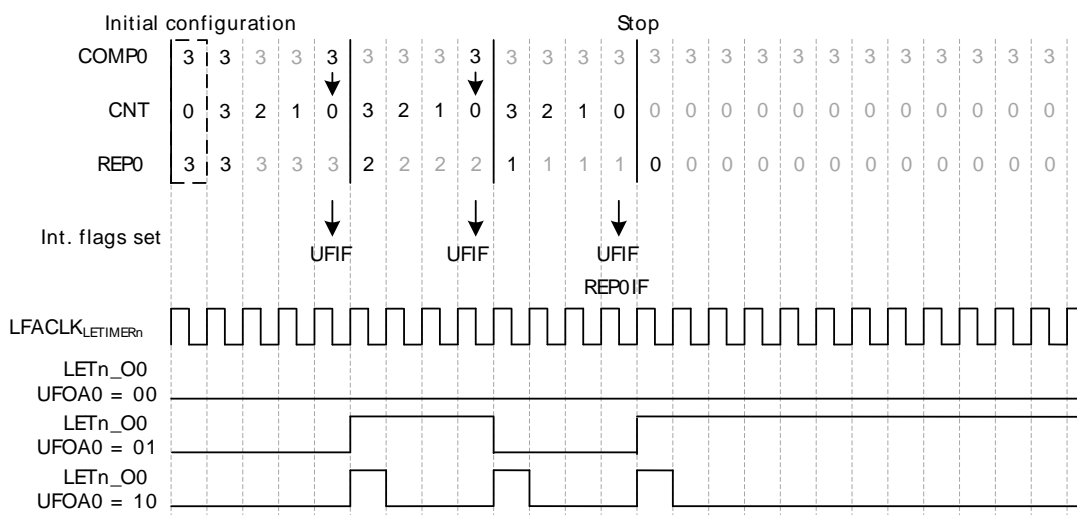 Initial configuration Stop
COMP0 3 3 3 3 3 3 3 3 3 3 3 3 3 3 3 3 3 3 3 3 3 3 3 3 3
CNT 0 3 2 1 0 3 2 1 0 3 2 1 0 0 0 0 0 0 0 0 0 0 0 0 0
REP0 3 3 3 3 3 2 2 2 2 1 1 1 1 0 0 0 0 0 0 0 0 0 0 0 0
Int. flags set
UFIF UFIF UFIF
REP0IF
LFACLKLETIMERn
LETn_O0
UFOA0 = 00
LETn_O0
UFOA0 = 01
LETn_O0
UFOA0 = 10